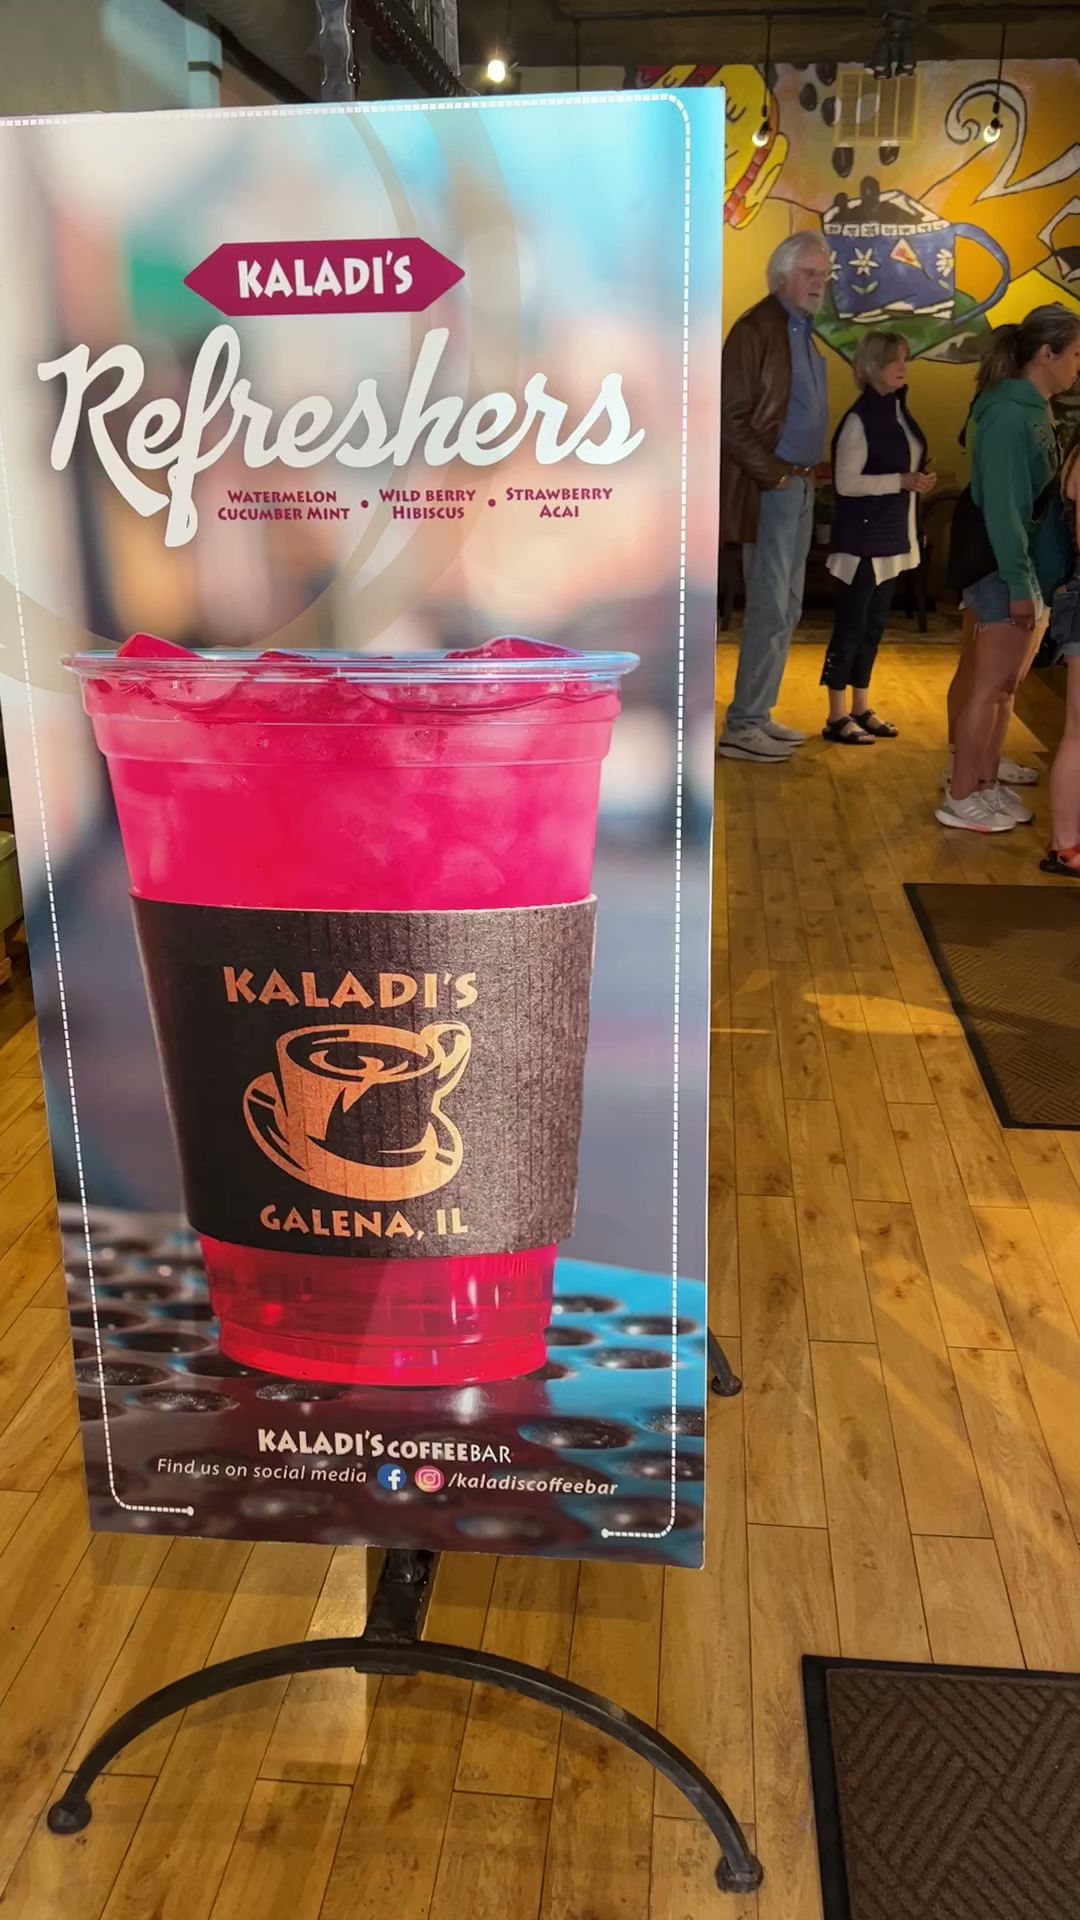 KALADI'S
Refreshers
WATERMELON CUCUMBER MINT • WILD BERRY HIBISCUS • STRAWBERRY ACAI
KALADI'S
GALENA, IL
KALADI'S COFFEEBAR
Find us on social media /kaladiscoffeebar